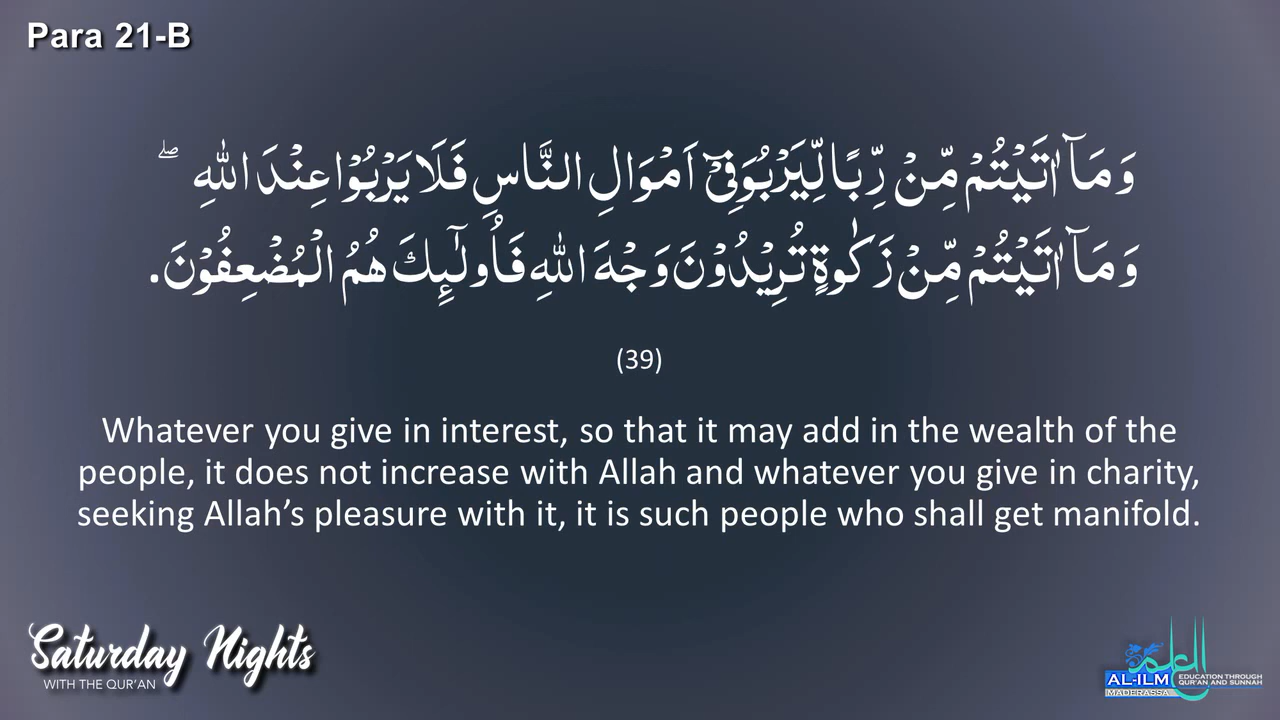 Para 21-B
وَمَآ اٰتَيْتُمْ مِّنْ رِّبًا لِّيَرْبُوَ فِيْٓ اَمْوَالِ النَّاسِ فَلَا يَرْبُوْا عِنْدَ اللّٰهِ ۖ
وَمَآ اٰتَيْتُمْ مِّنْ زَكٰوةٍ تُرِيْدُوْنَ وَجْهَ اللّٰهِ فَاُولٰٓئِكَ هُمُ الْمُضْعِفُوْنَ.
(39)
Whatever you give in interest, so that it may add in the wealth of the
people, it does not increase with Allah and whatever you give in charity,
seeking Allah’s pleasure with it, it is such people who shall get manifold.
Saturday Nights
WITH THE QUR'AN
العلم
AL-ILM
MADERASSA
EDUCATION THROUGH
QUR'AN AND SUNNAH